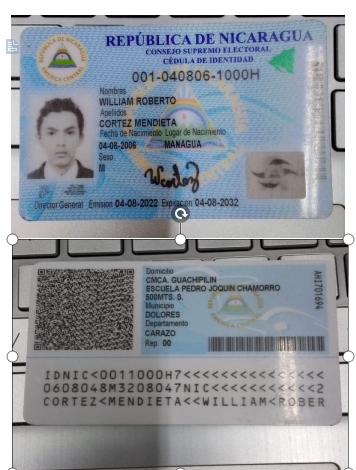 REPÚBLICA DE NICARAGUA
CONSEJO SUPREMO ELECTORAL
CÉDULA DE IDENTIDAD
001-040806-1000H
Nombres
WILLIAM ROBERTO
Apellidos
CORTEZ MENDIETA
Fecha de Nacimiento Lugar de Nacimiento
04-08-2006 MANAGUA
Sexo
M
Director General Emisión 04-08-2022 Expiración 04-08-2032
Domicilio
CMCA. GUACHIPILIN
ESCUELA PEDRO JOQUIN CHAMORRO
500MTS. S.
Municipio
DOLORES
Departamento
CARAZO
Rep. 00
AH1701694
IDNIC<0011000H7<<<<<<<<<<<<<<<
0608048M3208047NIC<<<<<<<<<<<2
CORTEZ<MENDIETA<<WILLIAM<ROBER